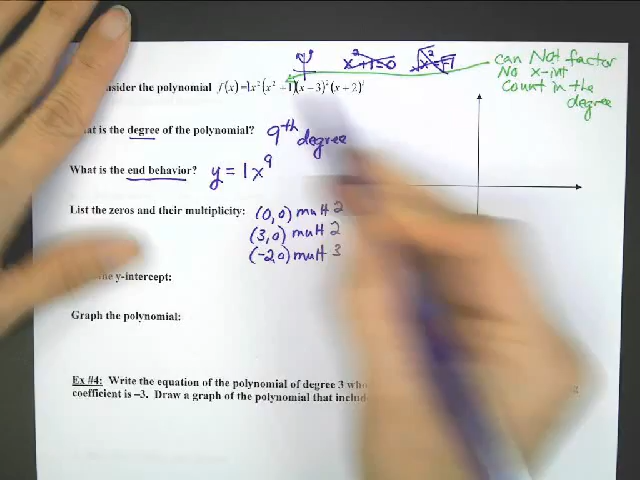 x²+1=0 √x²=√-1
can Not factor
No x-int
Count in the
degree
sider the polynomial f(x)=1x²(x²+1)(x−3)²(x+2)
at is the degree of the polynomial? 9th degree
What is the end behavior? y = 1x⁹
List the zeros and their multiplicity: (0,0) mult 2
(3,0) mult 2
(-2,0) mult 3
the y-intercept:
Graph the polynomial:
Ex #4: Write the equation of the polynomial of degree 3 who
coefficient is −3. Draw a graph of the polynomial that includ